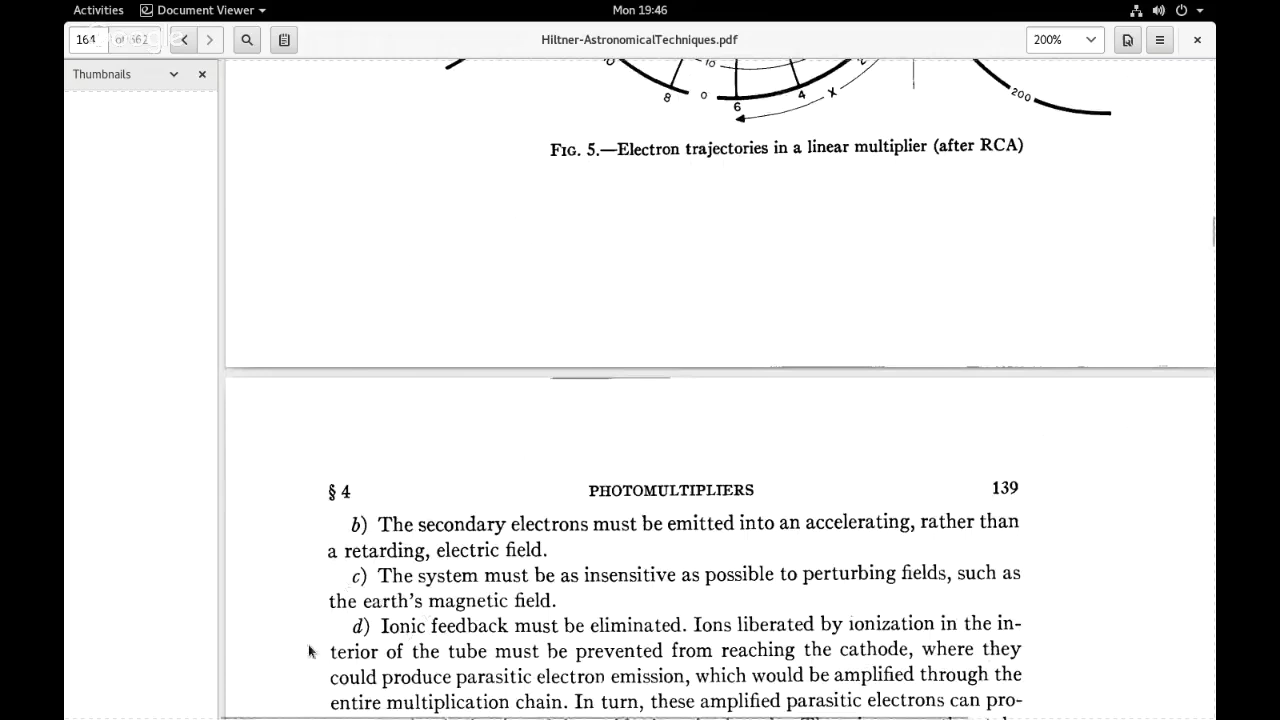 Activities Document Viewer Mon 19:46
164 of 662 Hiltner-AstronomicalTechniques.pdf 200%
Thumbnails
8 0 6 4 X 10 200
FIG. 5.—Electron trajectories in a linear multiplier (after RCA)
§ 4 PHOTOMULTIPLIERS 139
b) The secondary electrons must be emitted into an accelerating, rather than
a retarding, electric field.
c) The system must be as insensitive as possible to perturbing fields, such as
the earth's magnetic field.
d) Ionic feedback must be eliminated. Ions liberated by ionization in the in-
terior of the tube must be prevented from reaching the cathode, where they
could produce parasitic electron emission, which would be amplified through the
entire multiplication chain. In turn, these amplified parasitic electrons can pro-